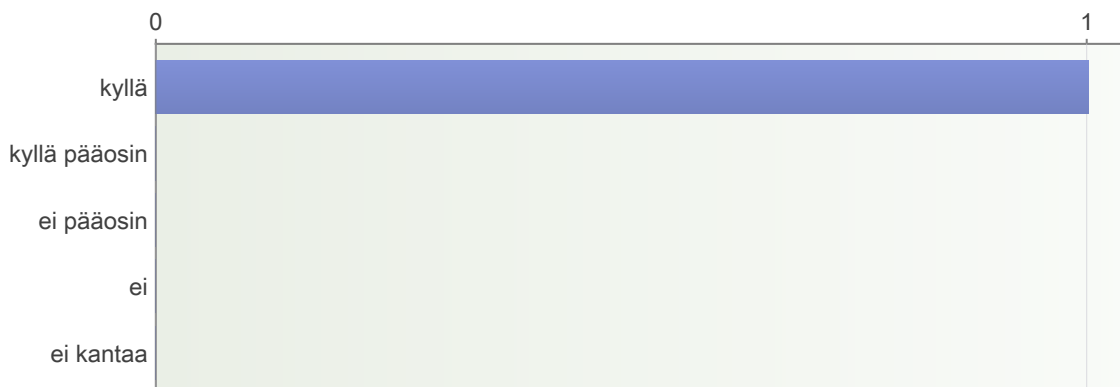 0 1
kyllä
kyllä pääosin
ei pääosin
ei
ei kantaa